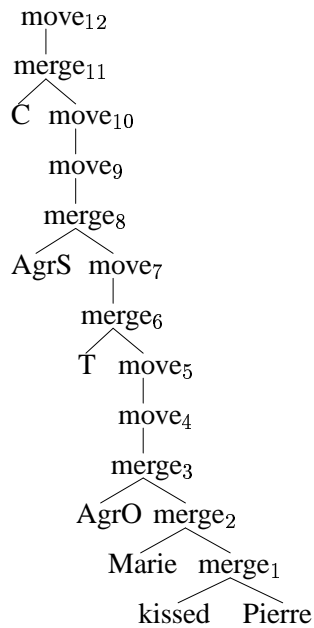 move12
merge11
C move10
move9
merge8
AgrS move7
merge6
T move5
move4
merge3
AgrO merge2
Marie merge1
kissed Pierre